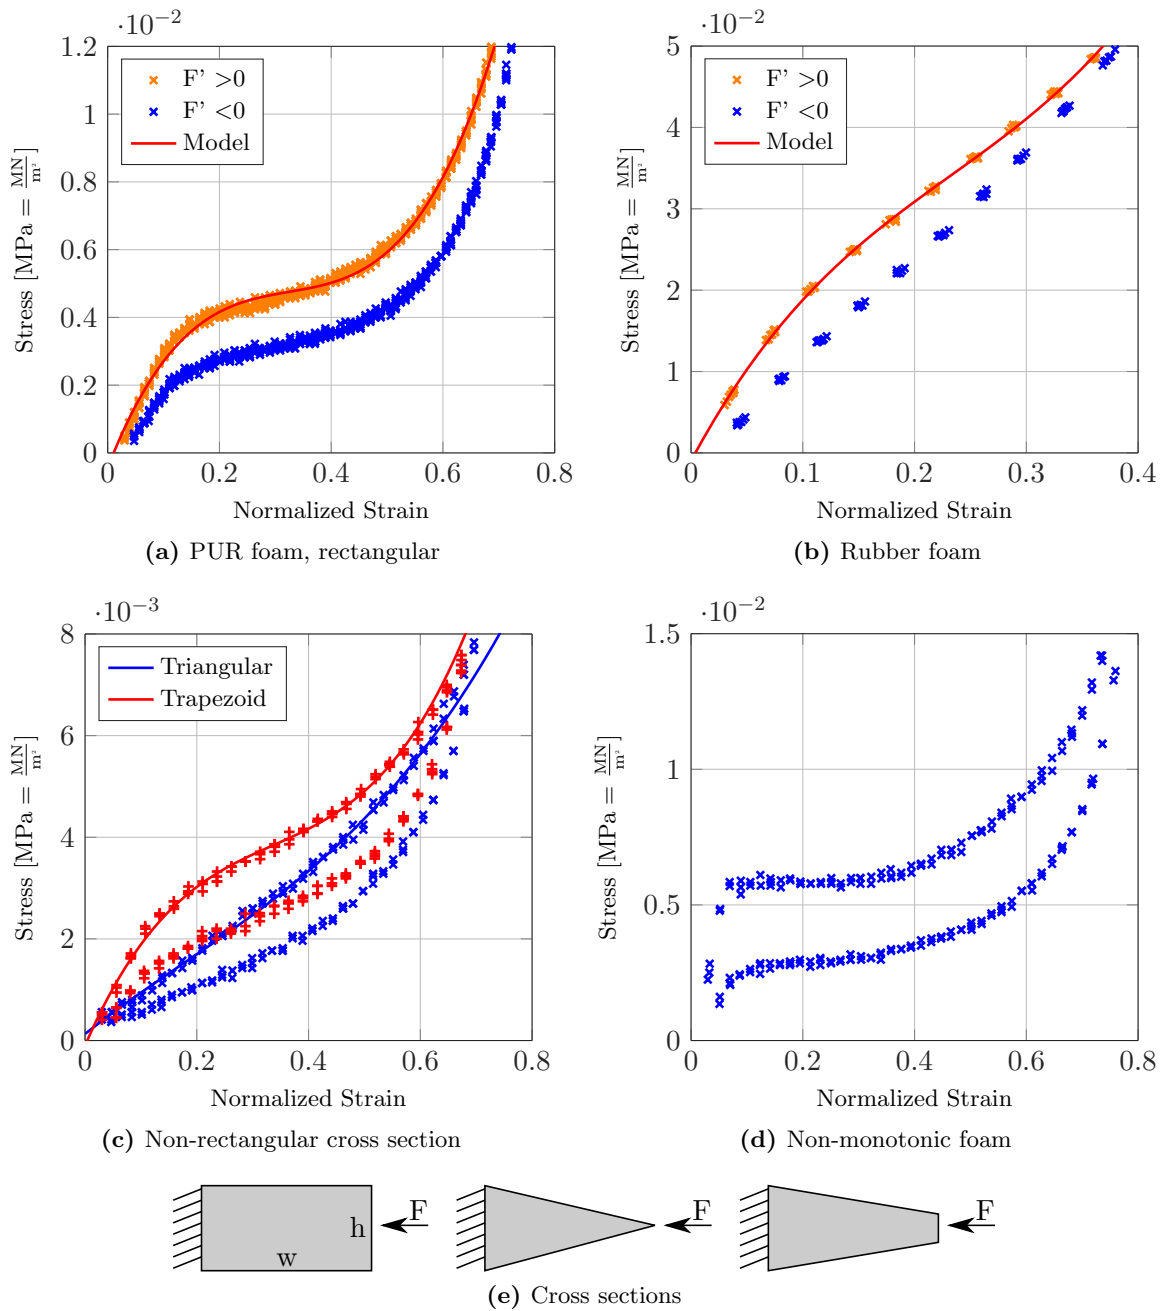 ·10⁻²
1.2
1
0.8
0.6
0.4
0.2
0
0 0.2 0.4 0.6 0.8
Stress [MPa = MN/m²]
Normalized Strain
F' >0
F' <0
Model
(a) PUR foam, rectangular
·10⁻²
5
4
3
2
1
0
0 0.1 0.2 0.3 0.4
Stress [MPa = MN/m²]
Normalized Strain
F' >0
F' <0
Model
(b) Rubber foam
·10⁻³
8
6
4
2
0
0 0.2 0.4 0.6 0.8
Stress [MPa = MN/m²]
Normalized Strain
Triangular
Trapezoid
(c) Non-rectangular cross section
·10⁻²
1.5
1
0.5
0
0 0.2 0.4 0.6 0.8
Stress [MPa = MN/m²]
Normalized Strain
(d) Non-monotonic foam
h
w
F
F
F
(e) Cross sections